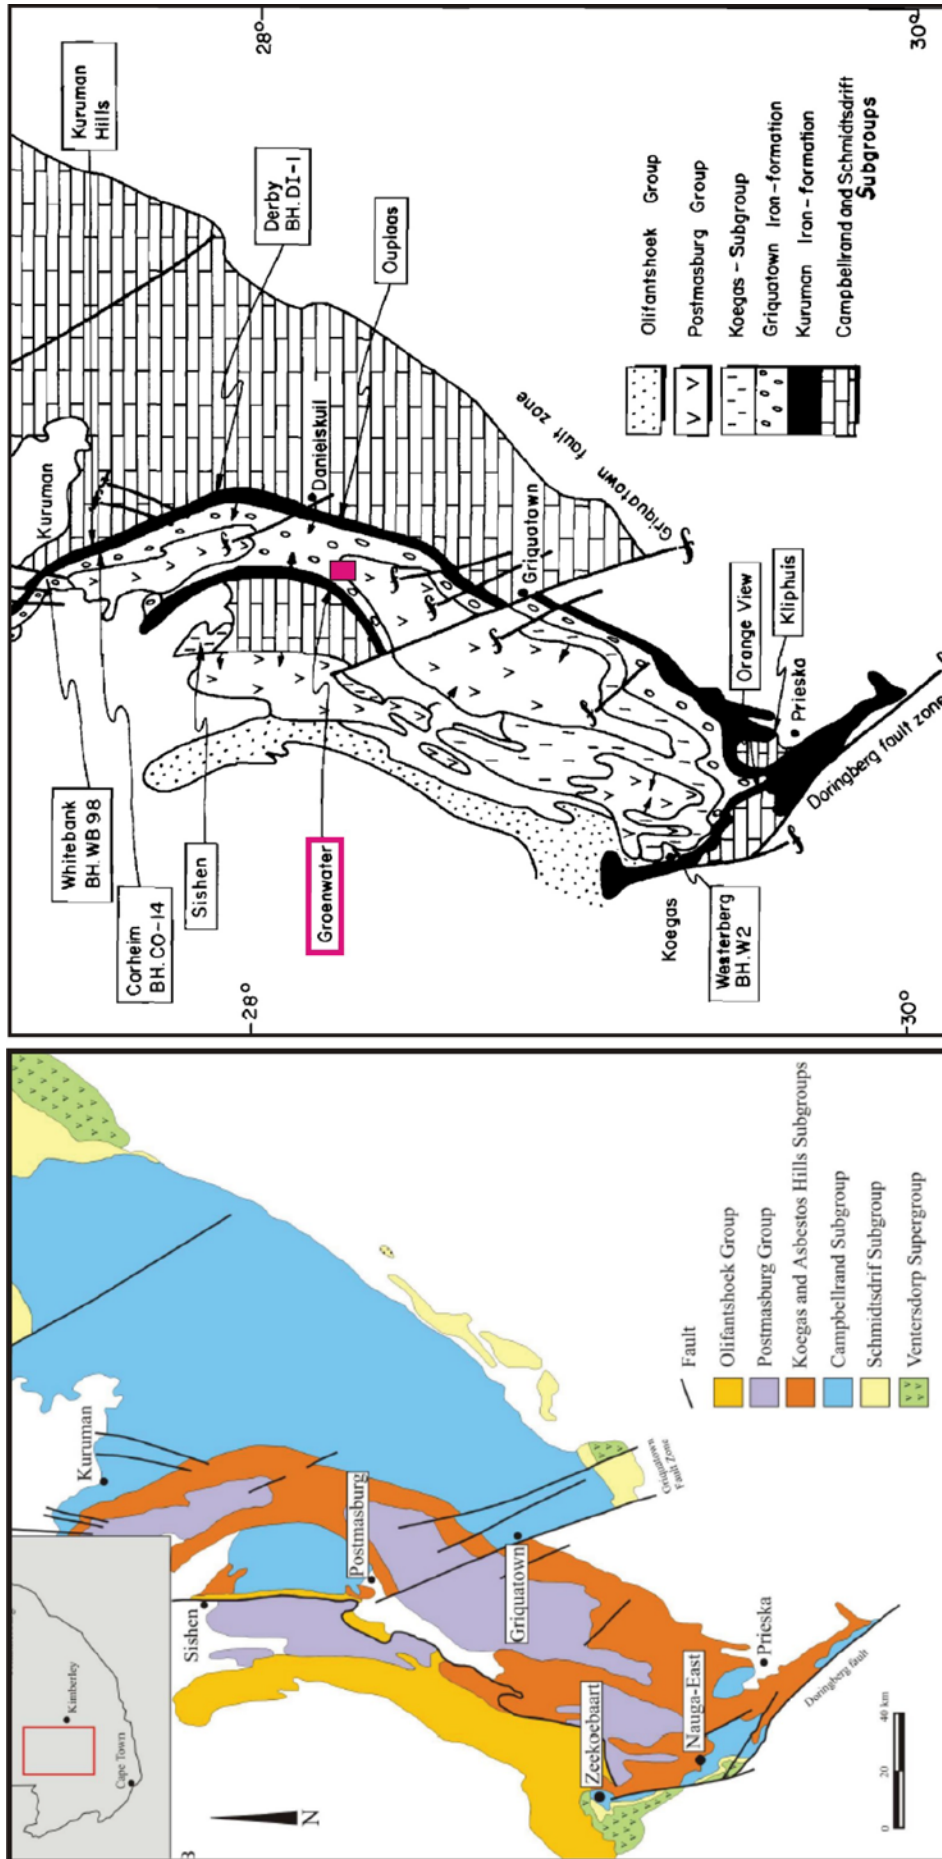 28°
30°
Kuruman
Hills
Kuruman
Derby
BH. DI-1
Ouplaas
Danielskuil
Griquatown fault zone
Griquatown
Orange View
Kliphuis
Prieska
Doringberg fault zone
Whitebank
BH. WB 98
Corheim
BH. CO-14
Sishen
Groenwater
Koegas
Westerberg
BH. W2
28°
30°
Olifantshoek Group
Postmasburg Group
Koegas - Subgroup
Griquatown Iron-formation
Kuruman Iron-formation
Campbellrand and Schmidtsdrift
Subgroups
Kimberley
Cape Town
B
N
Kuruman
Sishen
Postmasburg
Griquatown
Griquatown
Fault Zone
Zeekoebaart
Nauga-East
Prieska
Doringberg fault
0 20 40 km
Fault
Olifantshoek Group
Postmasburg Group
Koegas and Asbestos Hills Subgroups
Campbellrand Subgroup
Schmidtsdrif Subgroup
Ventersdorp Supergroup